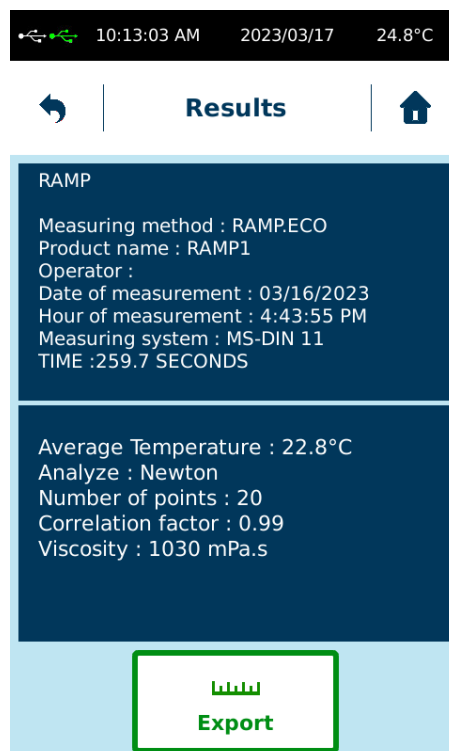 10:13:03 AM 2023/03/17 24.8°C
Results
RAMP
Measuring method : RAMP.ECO
Product name : RAMP1
Operator :
Date of measurement : 03/16/2023
Hour of measurement : 4:43:55 PM
Measuring system : MS-DIN 11
TIME :259.7 SECONDS
Average Temperature : 22.8°C
Analyze : Newton
Number of points : 20
Correlation factor : 0.99
Viscosity : 1030 mPa.s
Export